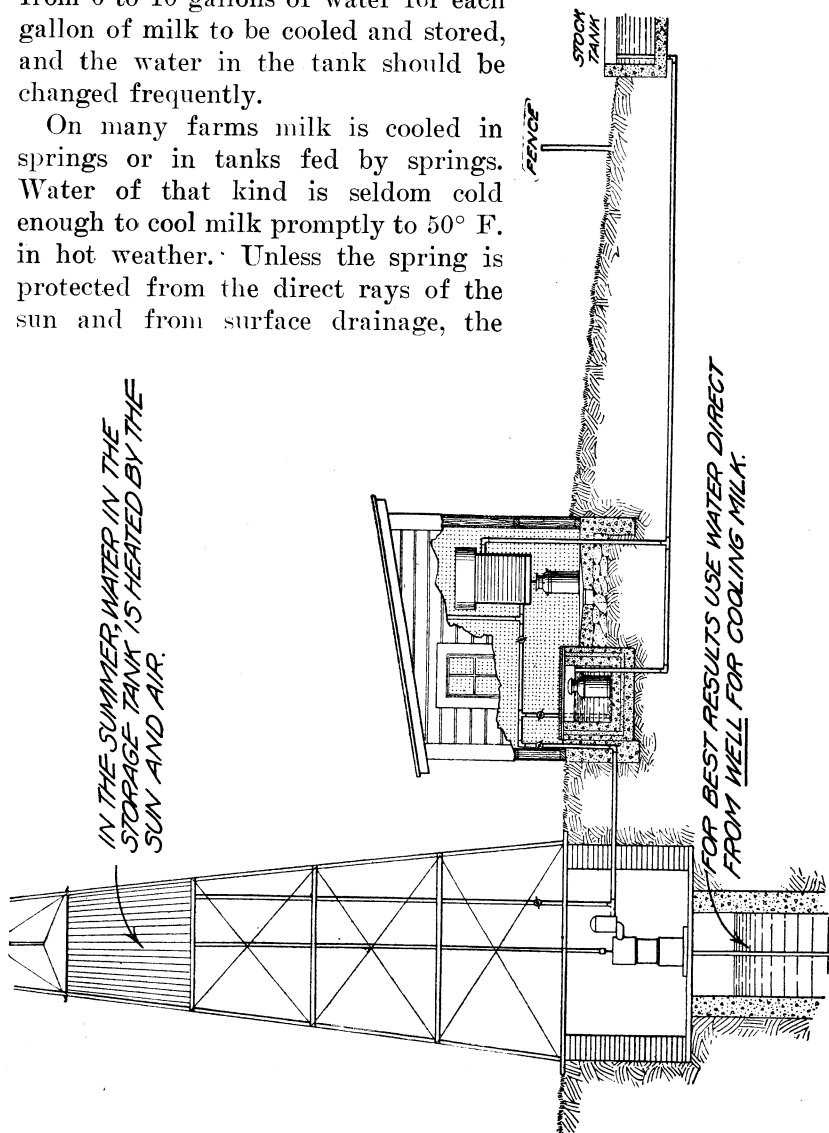 from 6 to 10 gallons of water for each
gallon of milk to be cooled and stored,
and the water in the tank should be
changed frequently.
On many farms milk is cooled in
springs or in tanks fed by springs.
Water of that kind is seldom cold
enough to cool milk promptly to 50° F.
in hot weather. Unless the spring is
protected from the direct rays of the
sun and from surface drainage, the
STOCK
TANK
FENCE
IN THE SUMMER, WATER IN THE
STORAGE TANK IS HEATED BY THE
SUN AND AIR.
FOR BEST RESULTS USE WATER DIRECT
FROM WELL FOR COOLING MILK.